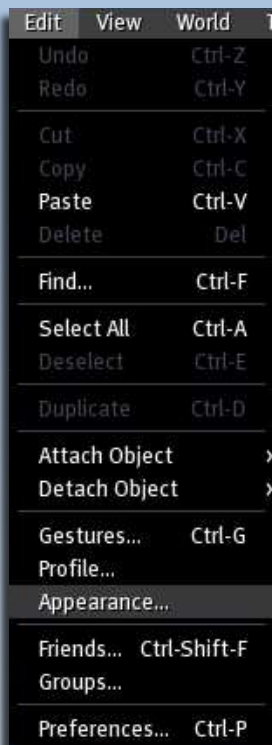 Edit View World
Undo Ctrl-Z
Redo Ctrl-Y
Cut Ctrl-X
Copy Ctrl-C
Paste Ctrl-V
Delete Del
Find... Ctrl-F
Select All Ctrl-A
Deselect Ctrl-E
Duplicate Ctrl-D
Attach Object
Detach Object
Gestures... Ctrl-G
Profile...
Appearance...
Friends... Ctrl-Shift-F
Groups...
Preferences... Ctrl-P